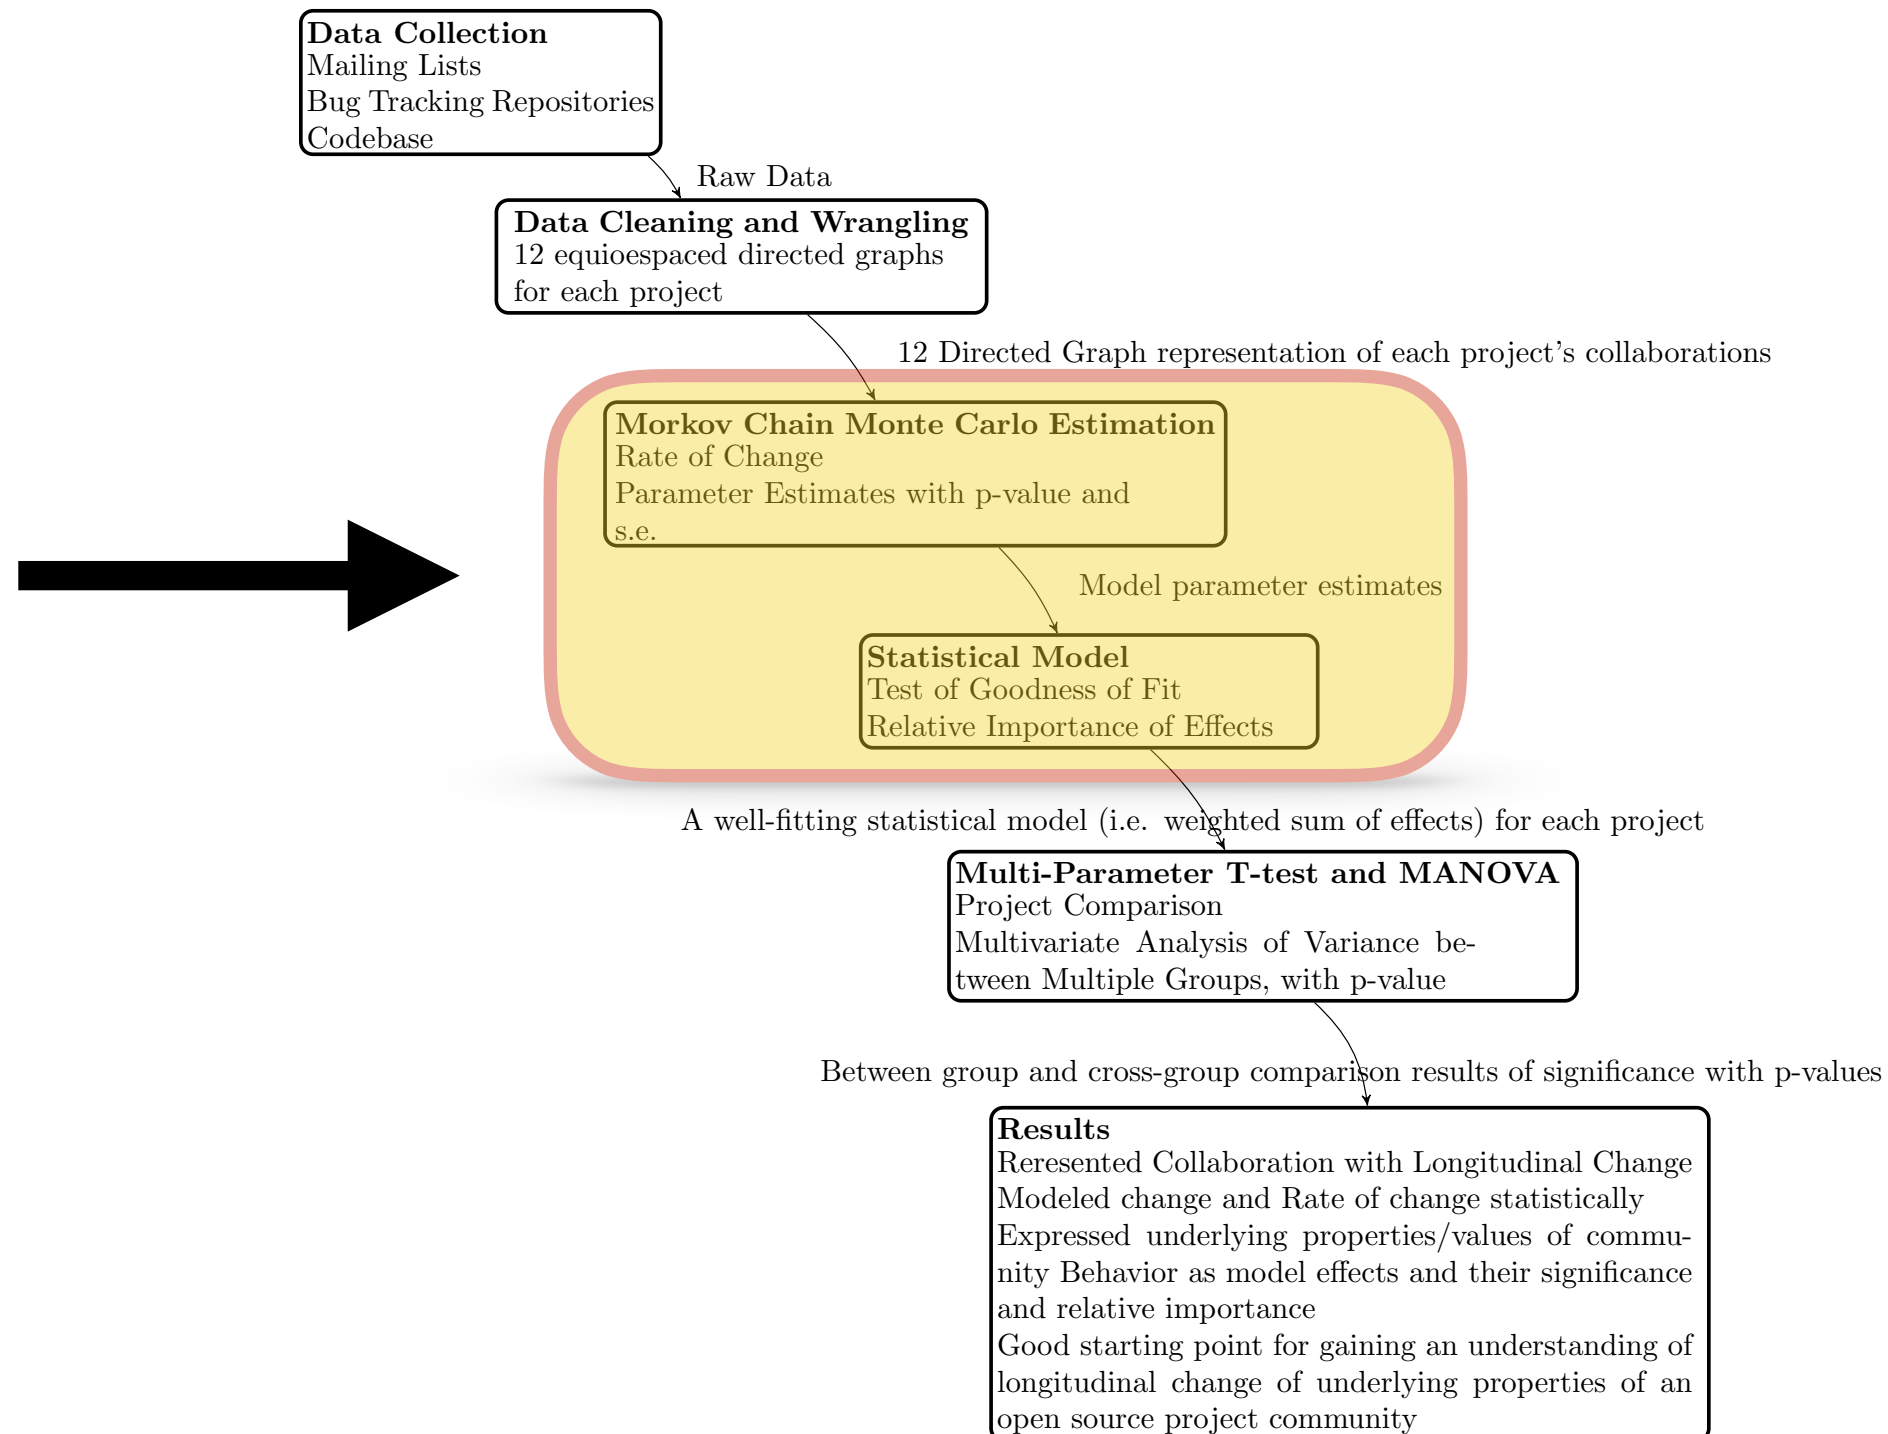 Data Collection
Mailing Lists
Bug Tracking Repositories
Codebase
Raw Data
Data Cleaning and Wrangling
12 equioespaced directed graphs
for each project
12 Directed Graph representation of each project's collaborations
Morkov Chain Monte Carlo Estimation
Rate of Change
Parameter Estimates with p-value and
s.e.
Model parameter estimates
Statistical Model
Test of Goodness of Fit
Relative Importance of Effects
A well-fitting statistical model (i.e. weighted sum of effects) for each project
Multi-Parameter T-test and MANOVA
Project Comparison
Multivariate Analysis of Variance be-
tween Multiple Groups, with p-value
Between group and cross-group comparison results of significance with p-values
Results
Reresented Collaboration with Longitudinal Change
Modeled change and Rate of change statistically
Expressed underlying properties/values of commu-
nity Behavior as model effects and their significance
and relative importance
Good starting point for gaining an understanding of
longitudinal change of underlying properties of an
open source project community